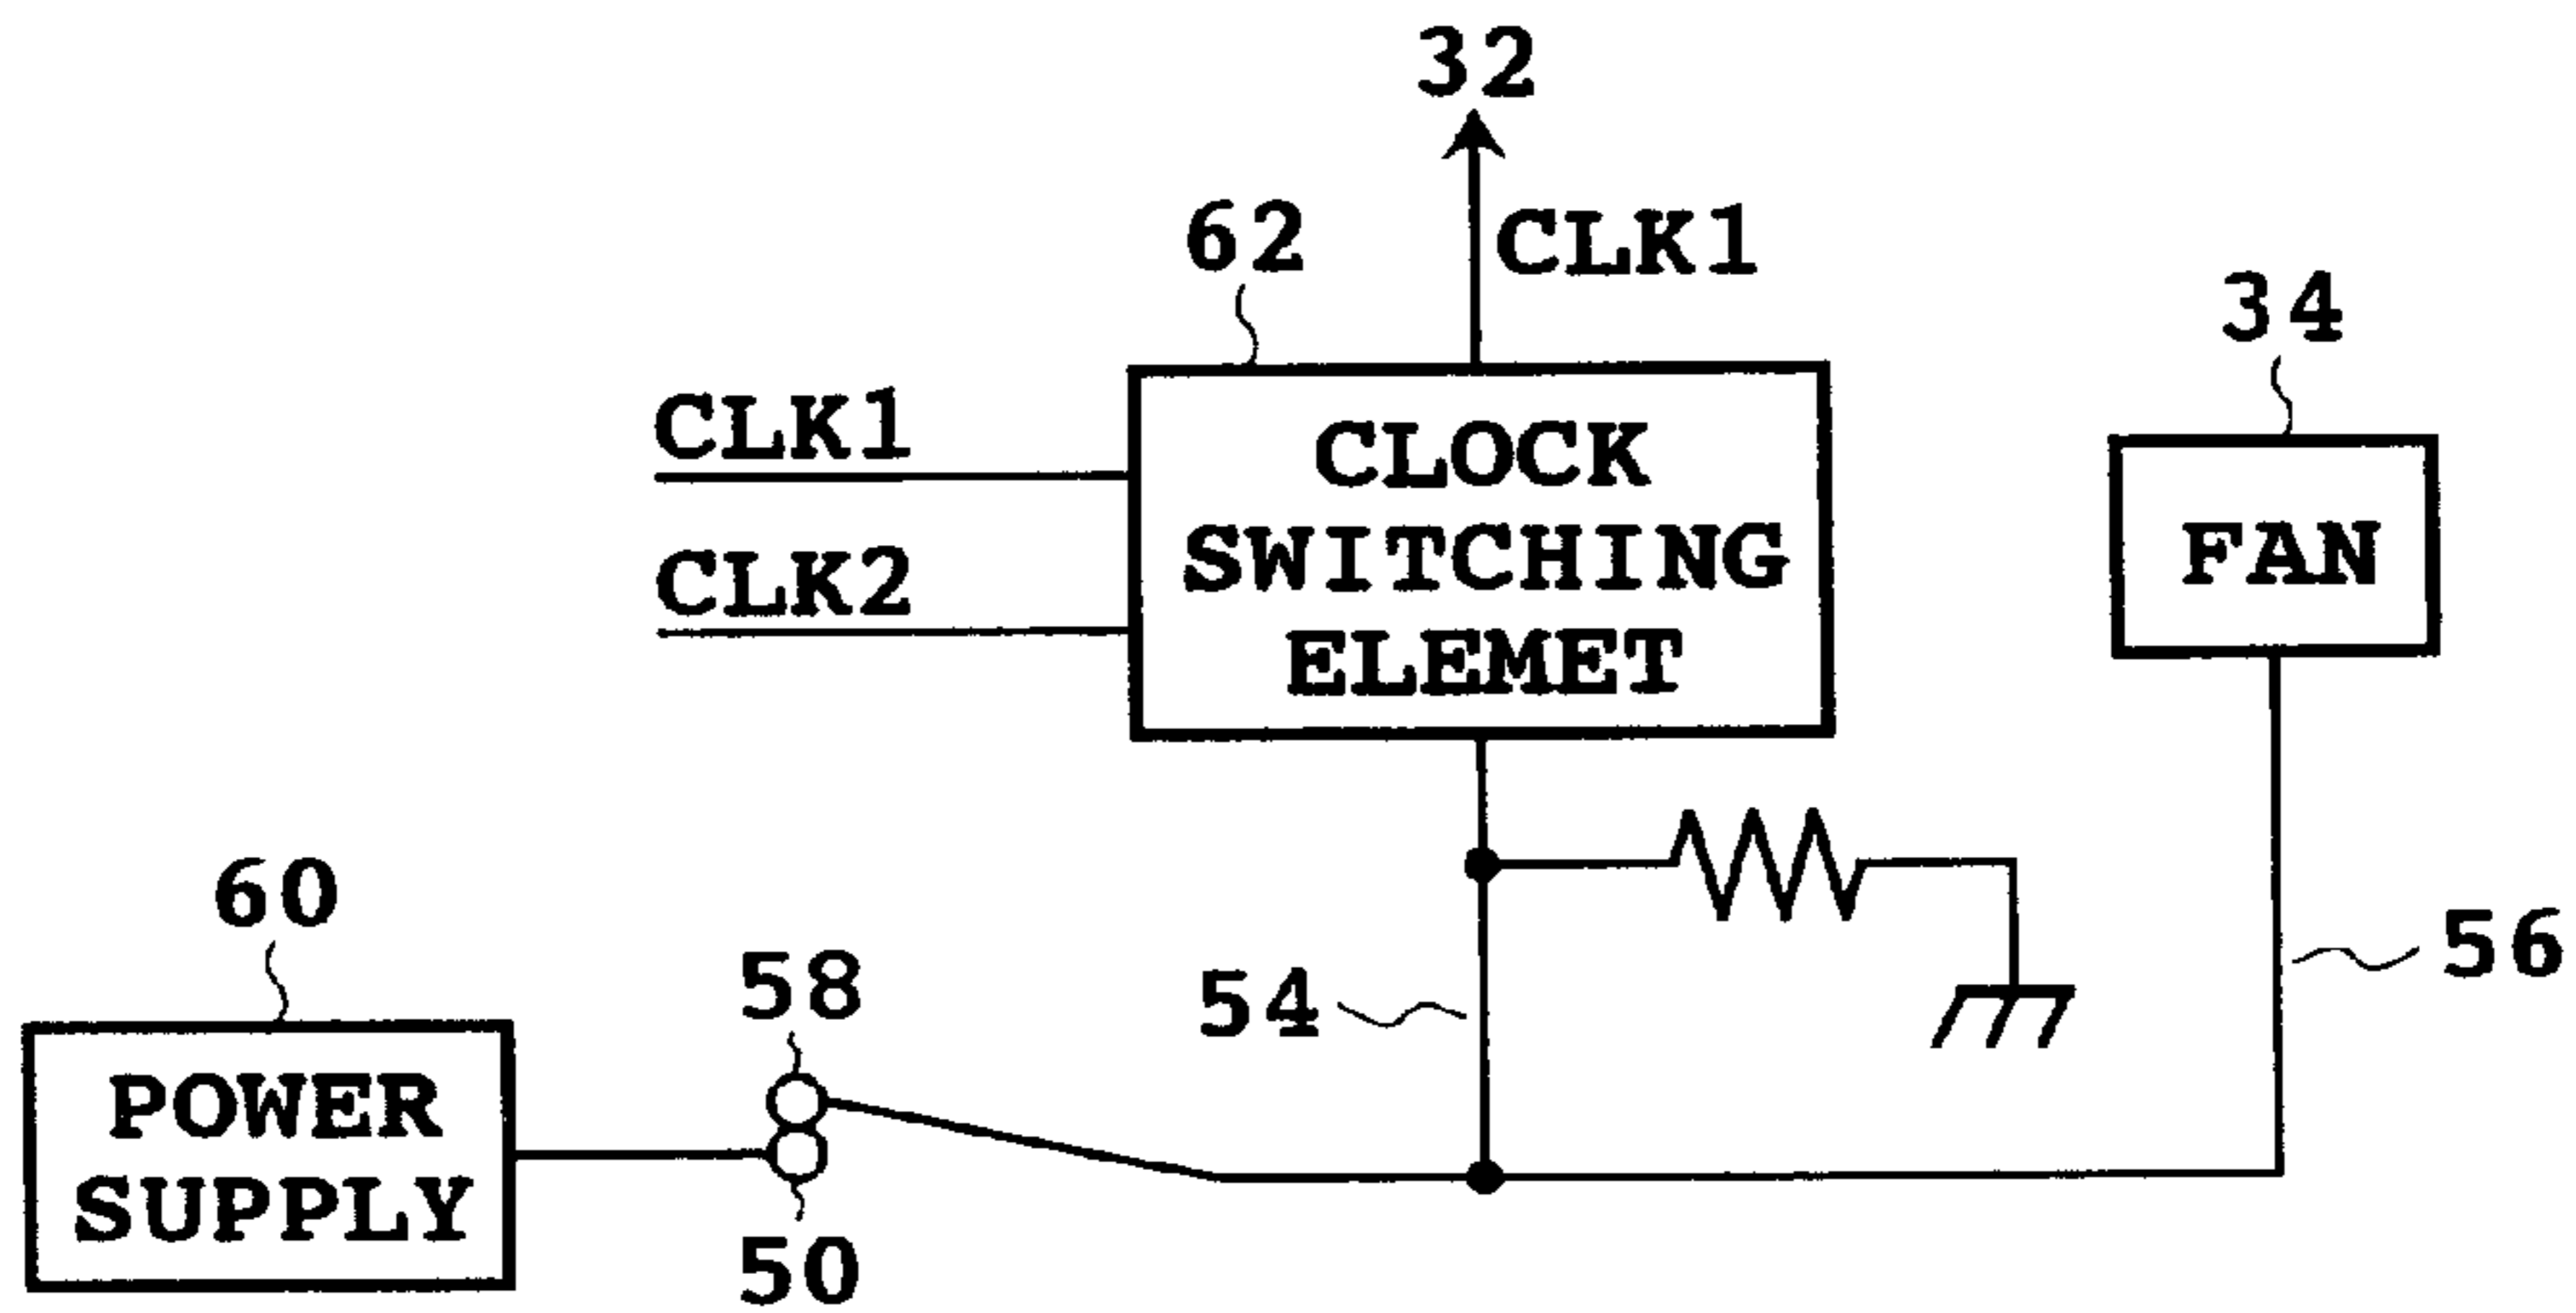 32
62
CLK1
34
CLK1
CLOCK
SWITCHING
ELEMET
CLK2
FAN
60
58
54
56
POWER
SUPPLY
50